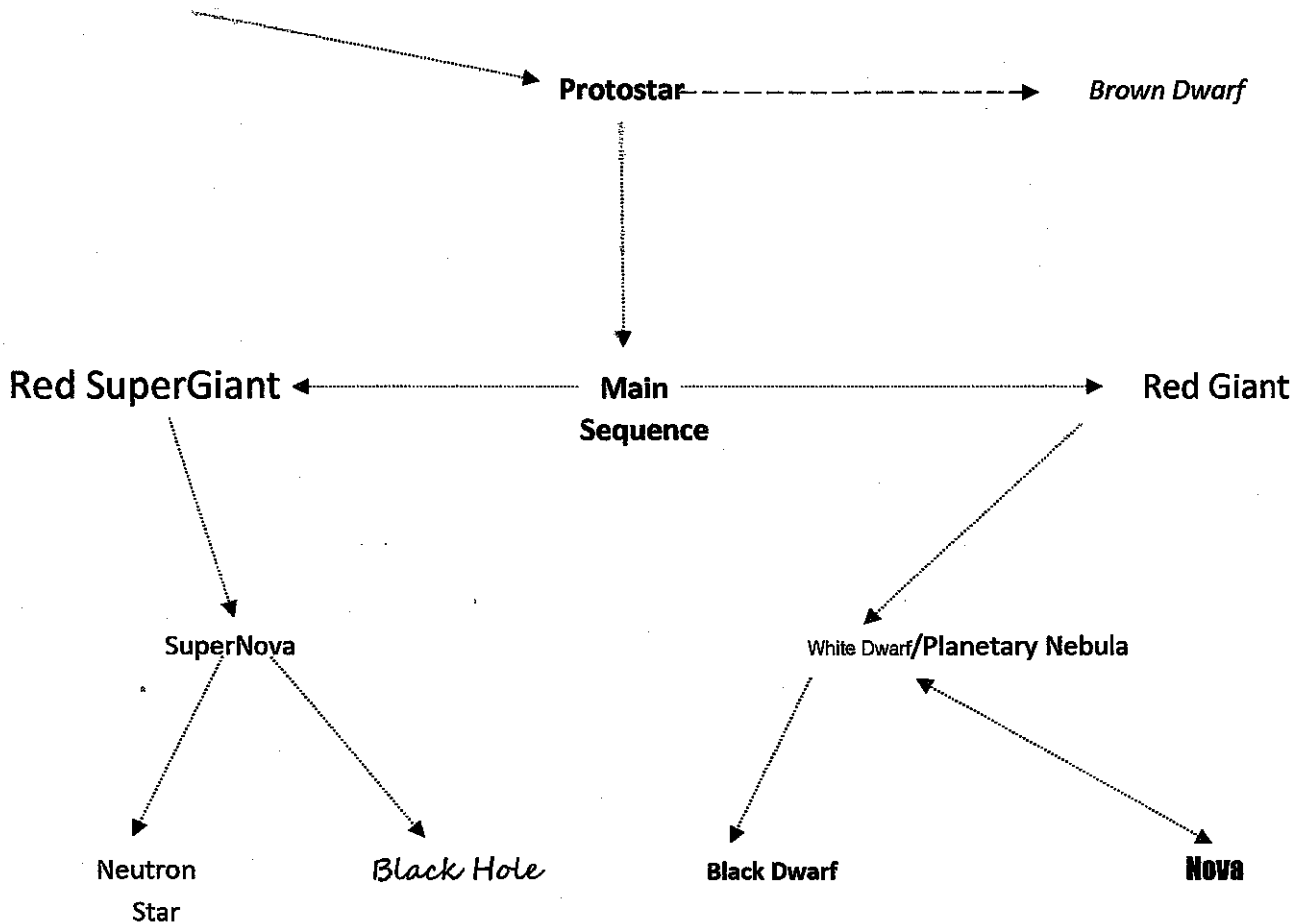 Protostar
Brown Dwarf
Red SuperGiant
Main
Sequence
Red Giant
SuperNova
White Dwarf/Planetary Nebula
Neutron
Star
Black Hole
Black Dwarf
Nova